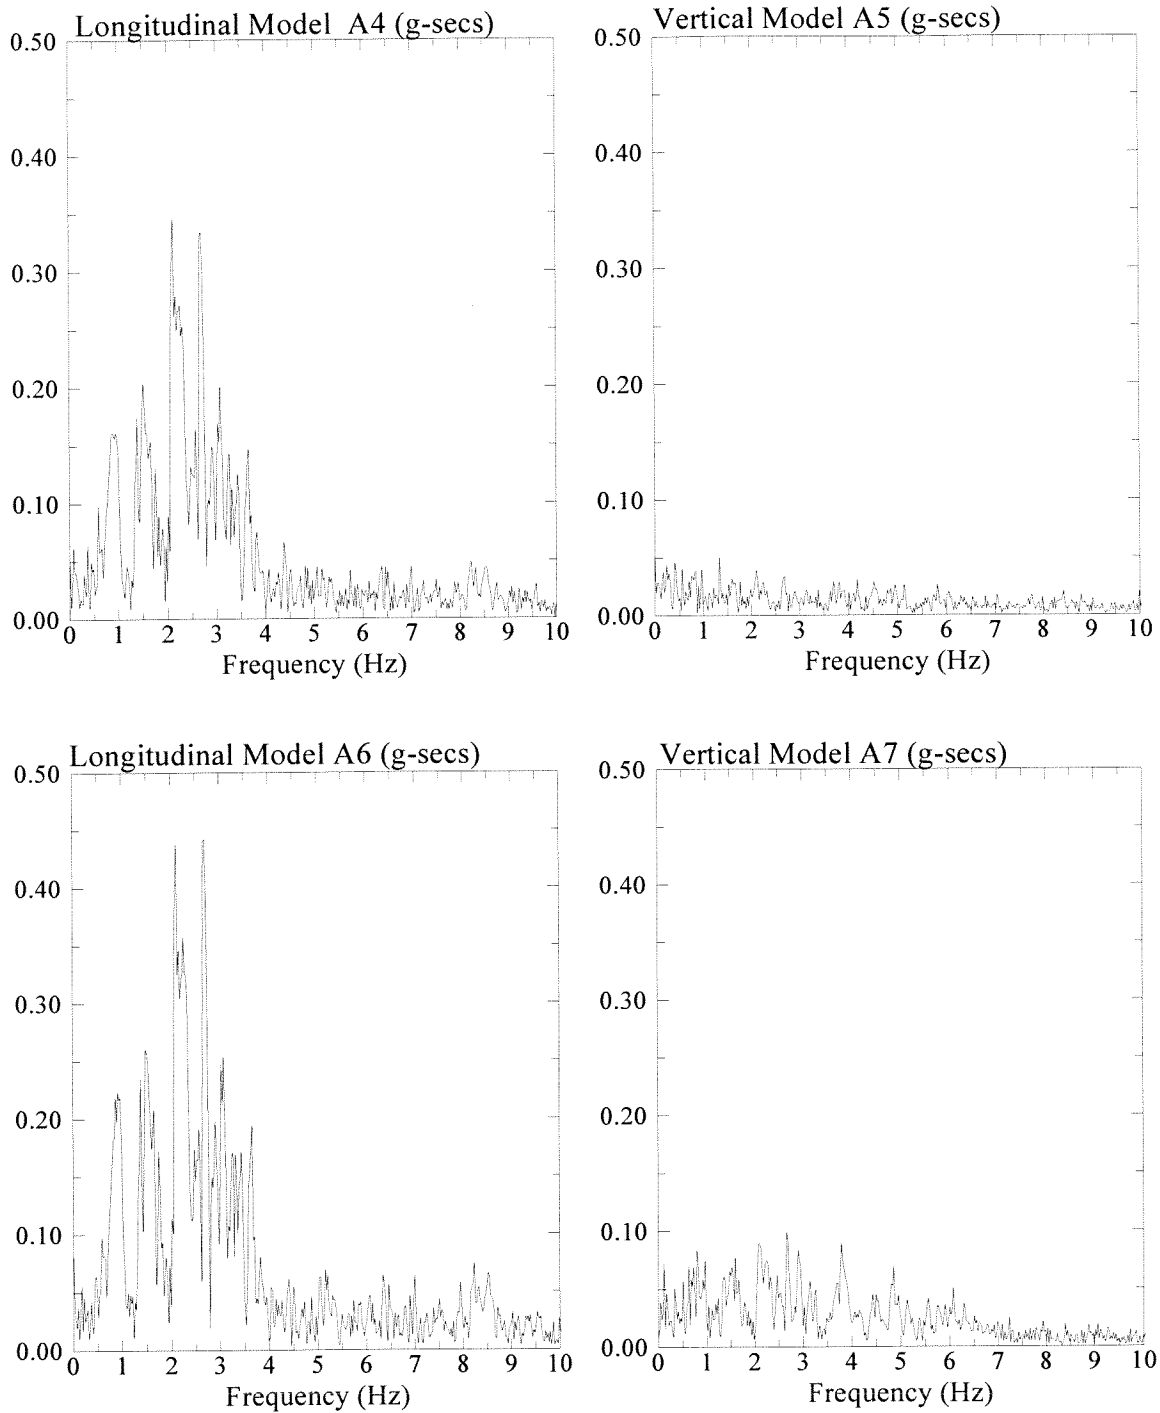 Longitudinal Model A4 (g-secs)
0.50
0.40
0.30
0.20
0.10
0.00
0 1 2 3 4 5 6 7 8 9 10
Frequency (Hz)
Vertical Model A5 (g-secs)
0.50
0.40
0.30
0.20
0.10
0.00
0 1 2 3 4 5 6 7 8 9 10
Frequency (Hz)
Longitudinal Model A6 (g-secs)
0.50
0.40
0.30
0.20
0.10
0.00
0 1 2 3 4 5 6 7 8 9 10
Frequency (Hz)
Vertical Model A7 (g-secs)
0.50
0.40
0.30
0.20
0.10
0.00
0 1 2 3 4 5 6 7 8 9 10
Frequency (Hz)